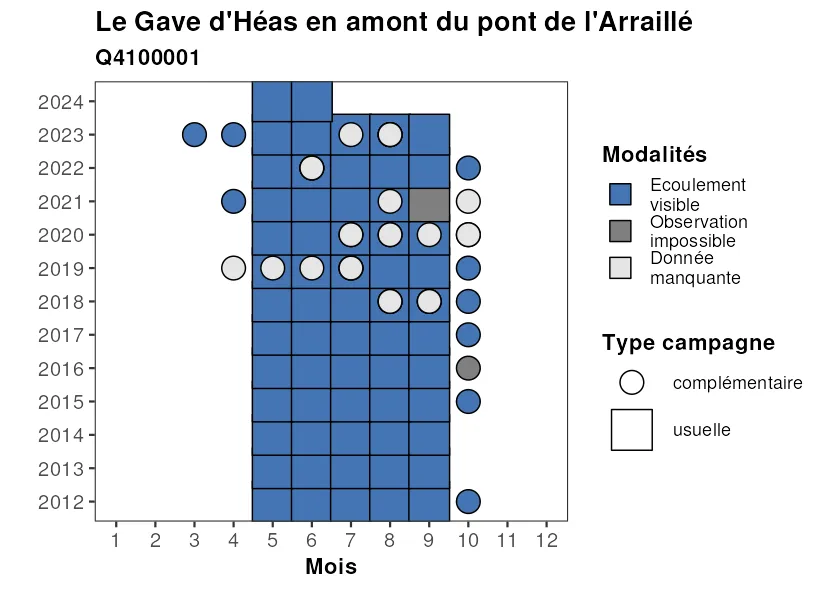 Le Gave d'Héas en amont du pont de l'Arraillé
Q4100001
2024
2023
2022
2021
2020
2019
2018
2017
2016
2015
2014
2013
2012
1 2 3 4 5 6 7 8 9 10 11 12
Mois
Modalités
Ecoulement
visible
Observation
impossible
Donnée
manquante
Type campagne
complémentaire
usuelle